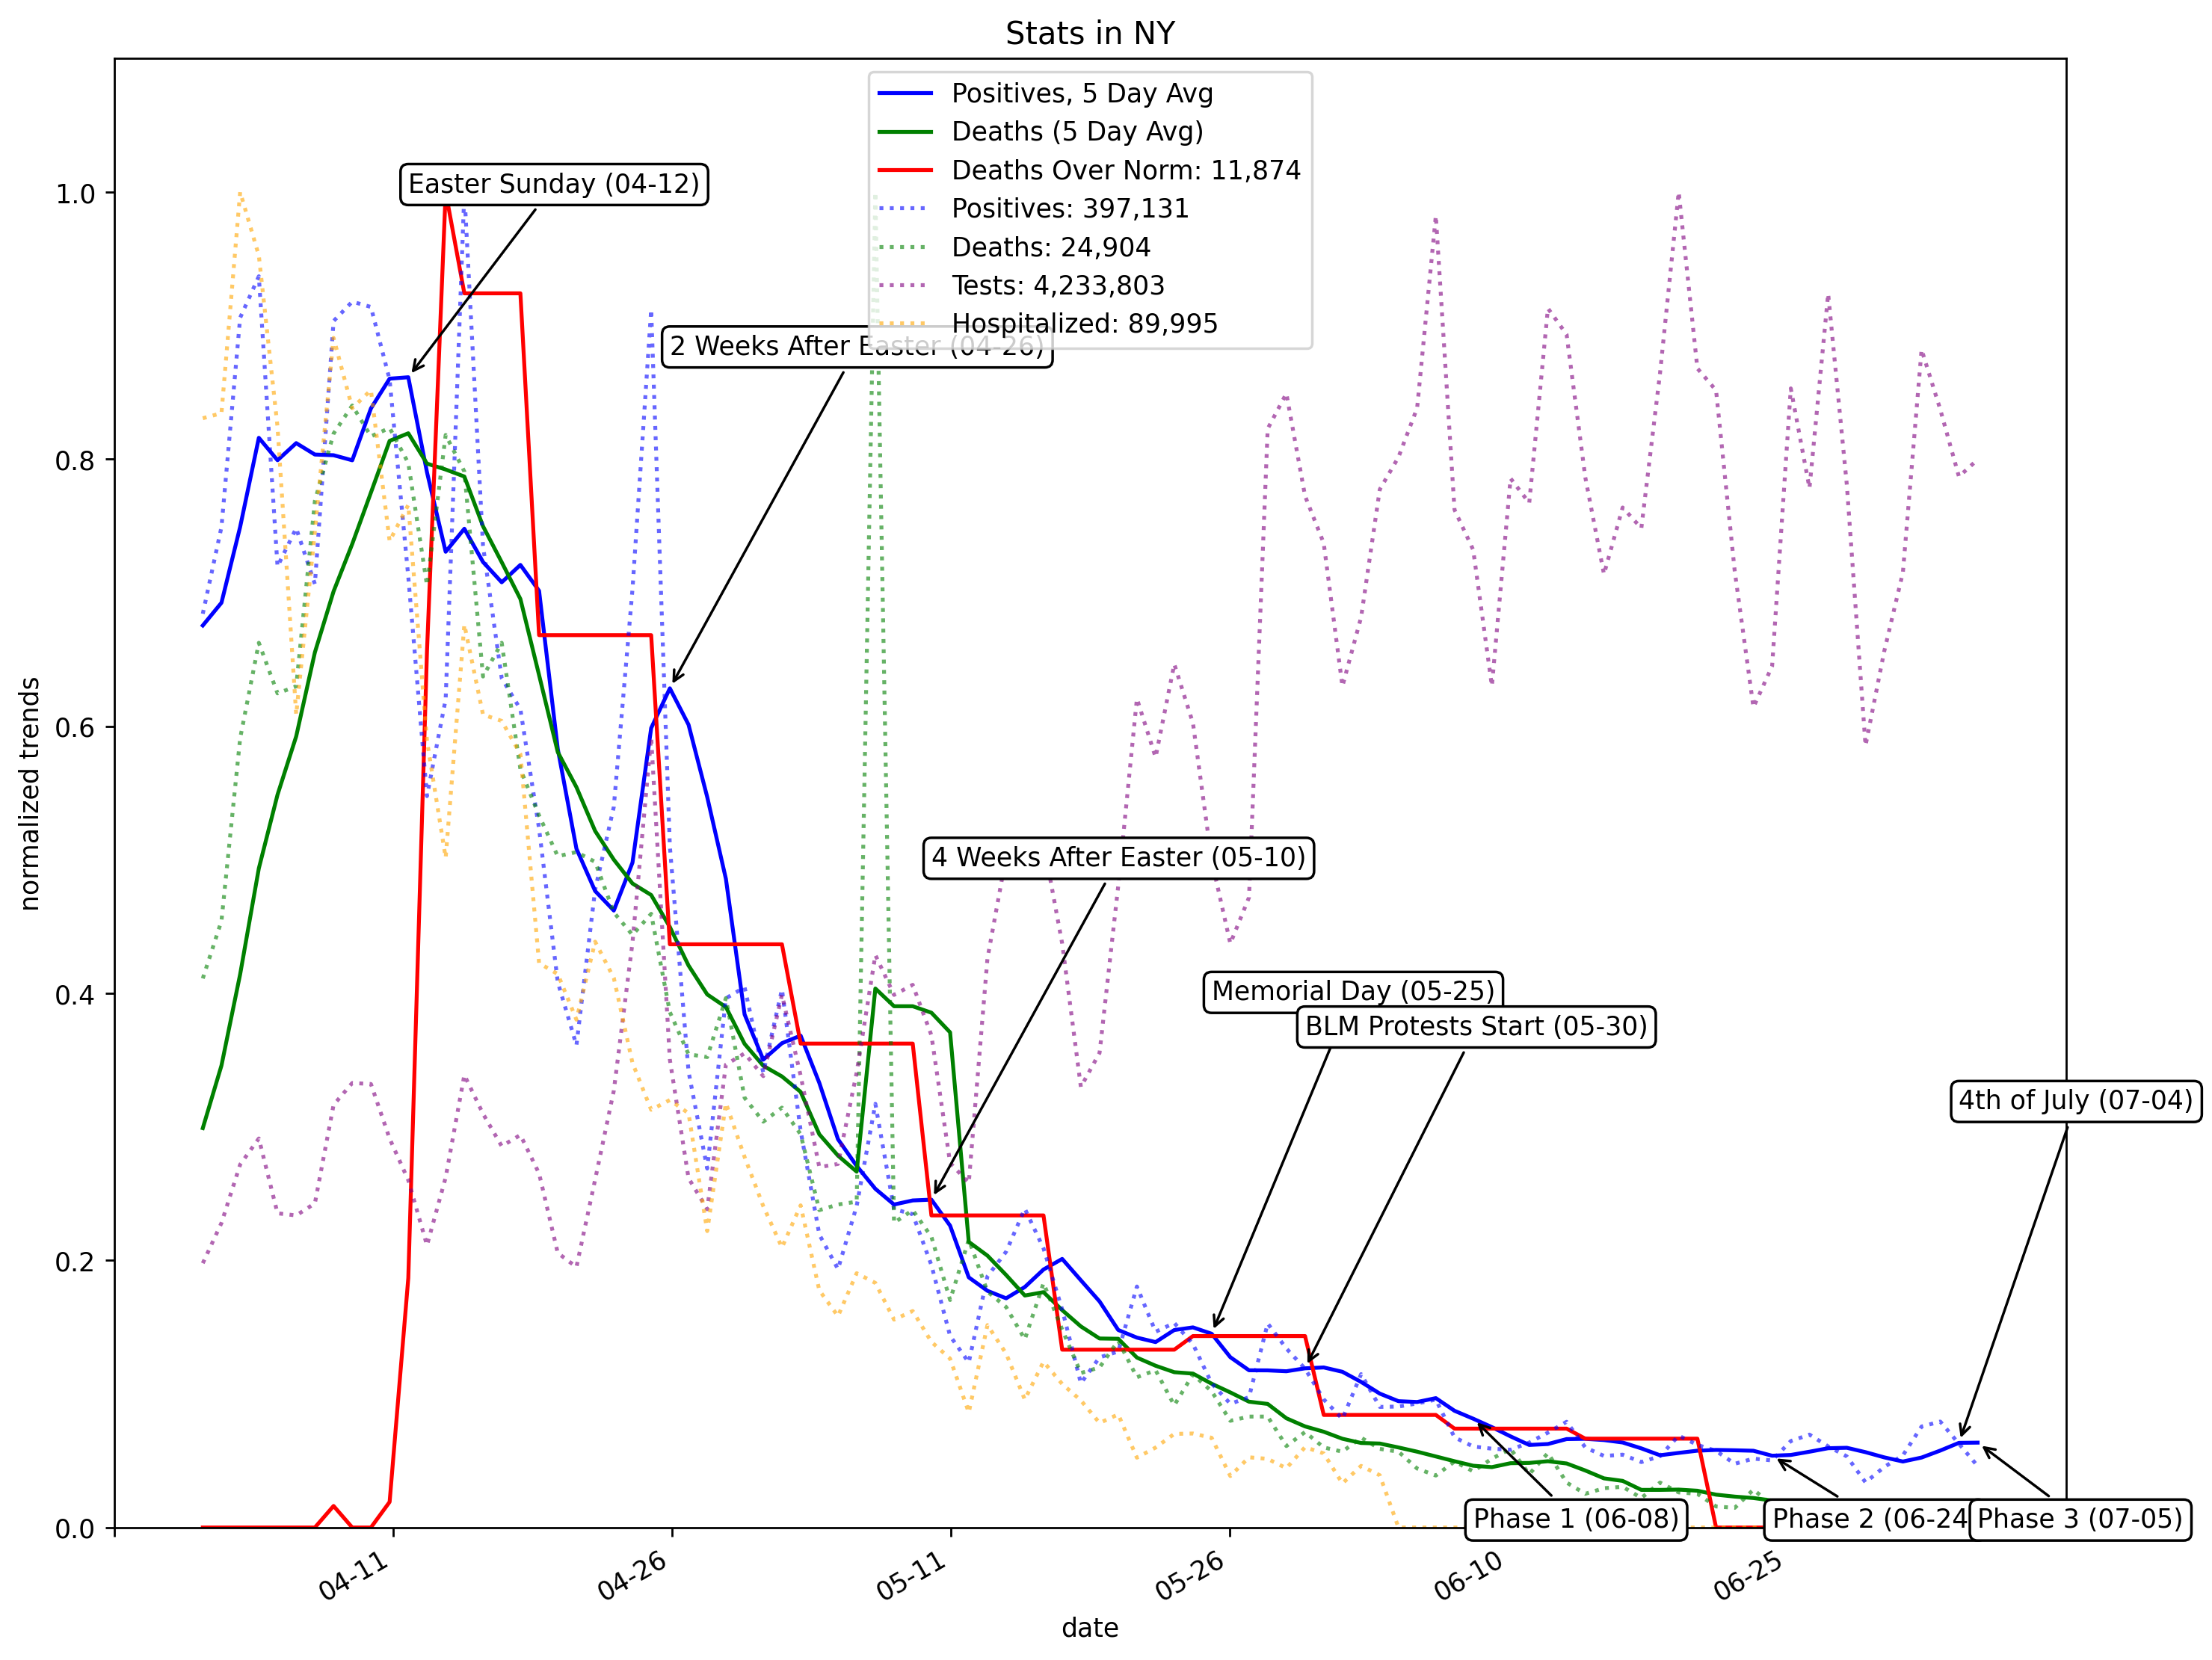 Stats in NY
Positives, 5 Day Avg
Deaths (5 Day Avg)
Deaths Over Norm: 11,874
Positives: 397,131
Deaths: 24,904
Tests: 4,233,803
Hospitalized: 89,995
Easter Sunday (04-12)
2 Weeks After Easter (04-26)
4 Weeks After Easter (05-10)
Memorial Day (05-25)
BLM Protests Start (05-30)
4th of July (07-04)
Phase 1 (06-08)
Phase 2 (06-24
Phase 3 (07-05)
normalized trends
1.0
0.8
0.6
0.4
0.2
0.0
04-11
04-26
05-11
05-26
06-10
06-25
date